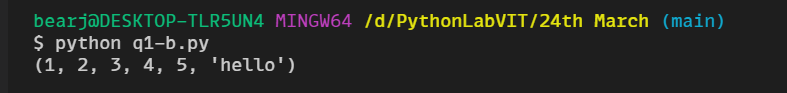 bearj@DESKTOP-TLR5UN4 MINGW64 /d/PythonLabVIT/24th March (main)
$ python q1-b.py
(1, 2, 3, 4, 5, 'hello')